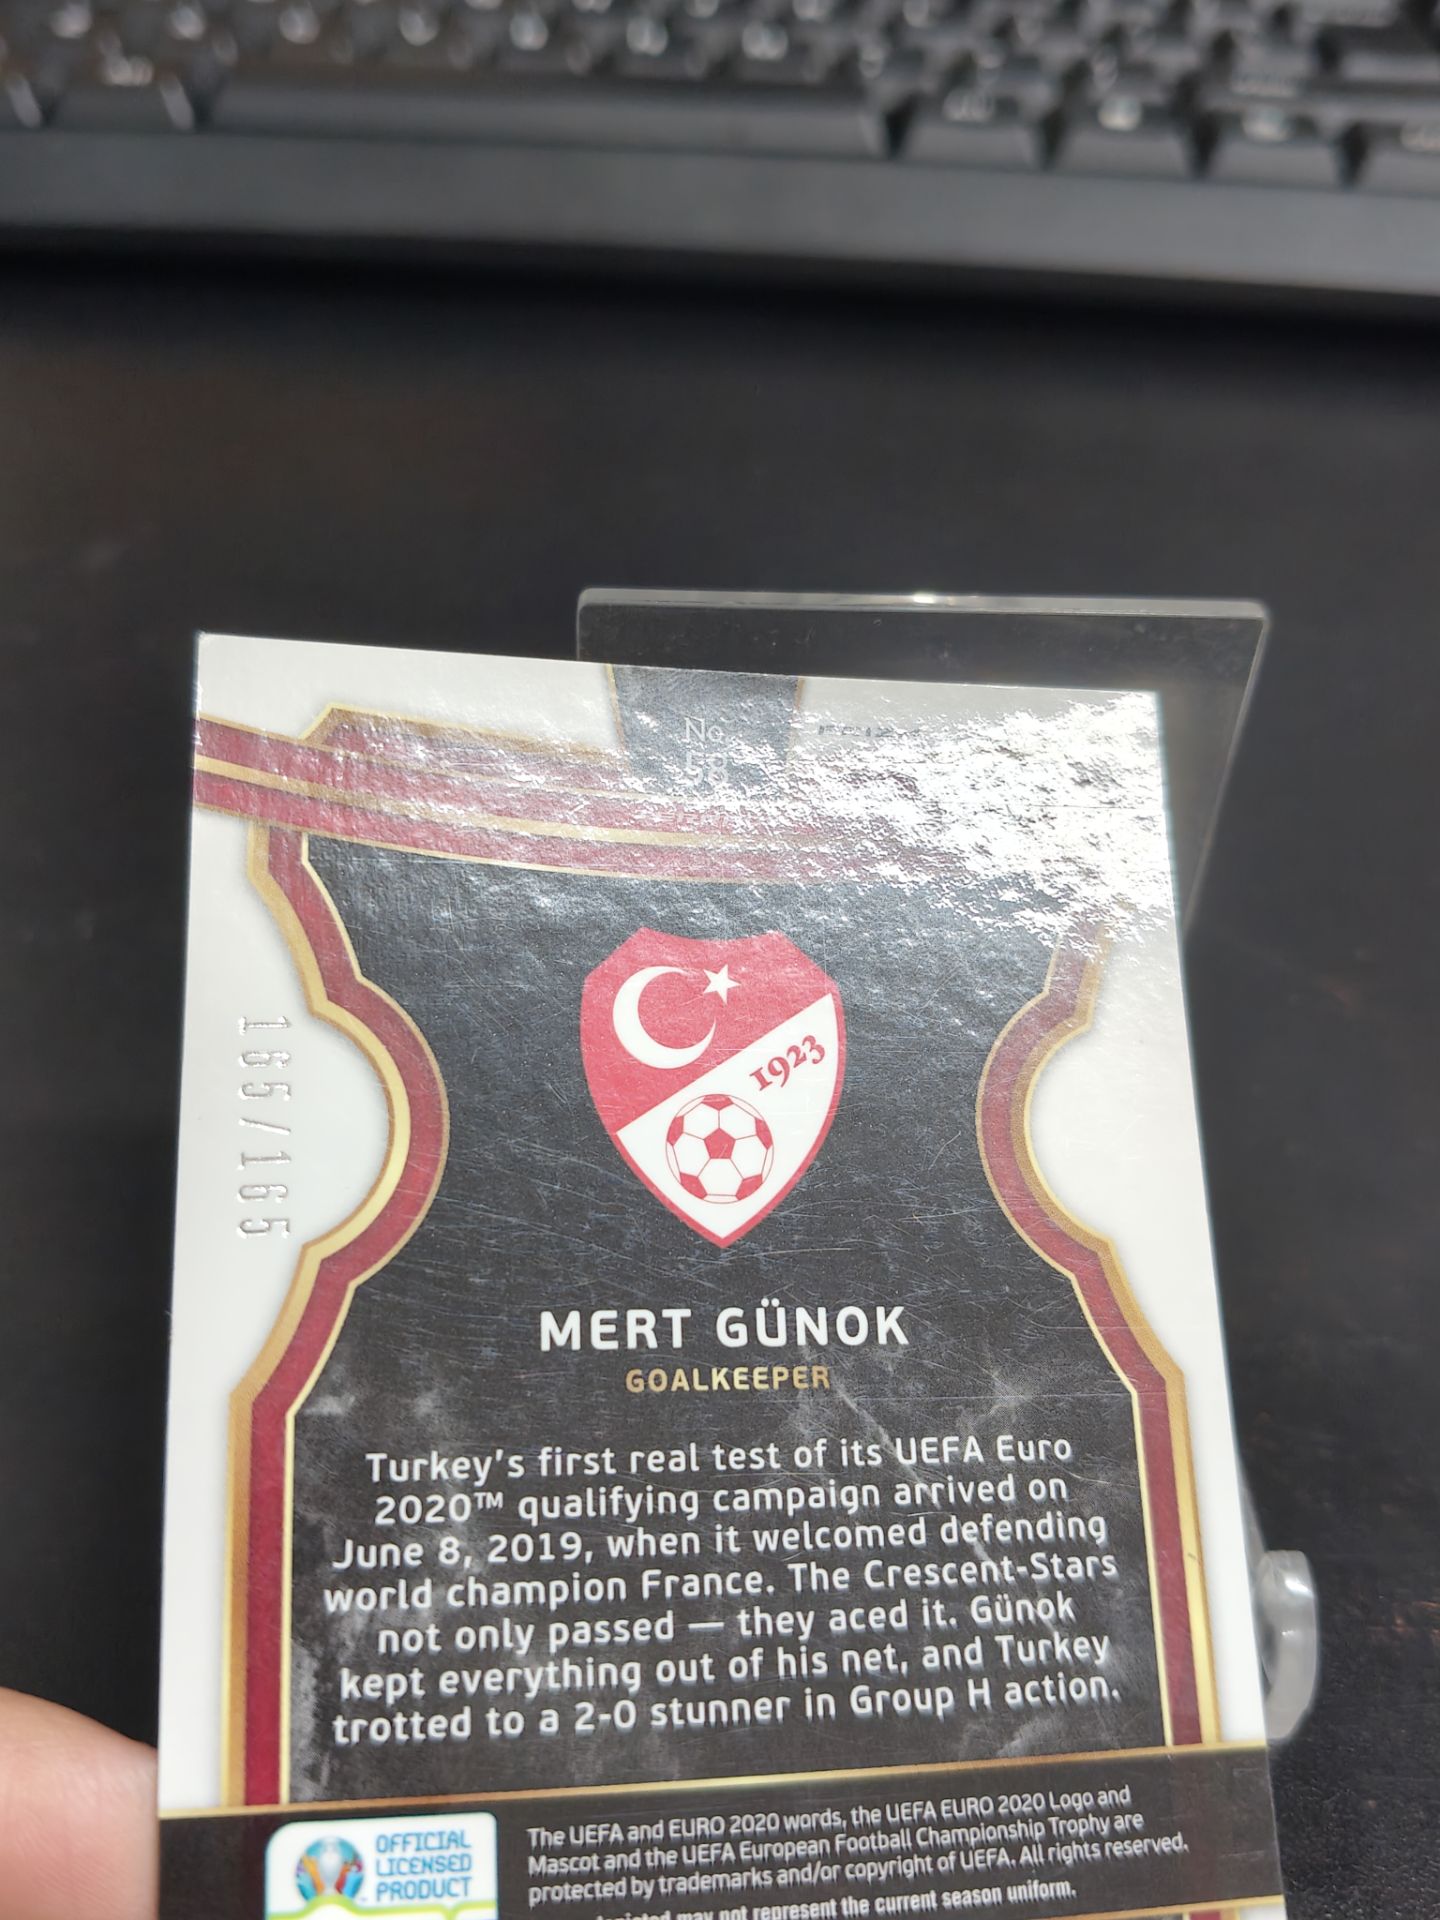 No.
58
165/165
1923
MERT GÜNOK
GOALKEEPER
Turkey's first real test of its UEFA Euro
2020™ qualifying campaign arrived on
June 8, 2019, when it welcomed defending
world champion France. The Crescent-Stars
not only passed — they aced it. Günok
kept everything out of his net, and Turkey
trotted to a 2-0 stunner in Group H action.
OFFICIAL
LICENSED
PRODUCT
The UEFA and EURO 2020 words, the UEFA EURO 2020 Logo and
Mascot and the UEFA European Football Championship Trophy are
protected by trademarks and/or copyright of UEFA. All rights reserved.
may not represent the current season uniform.